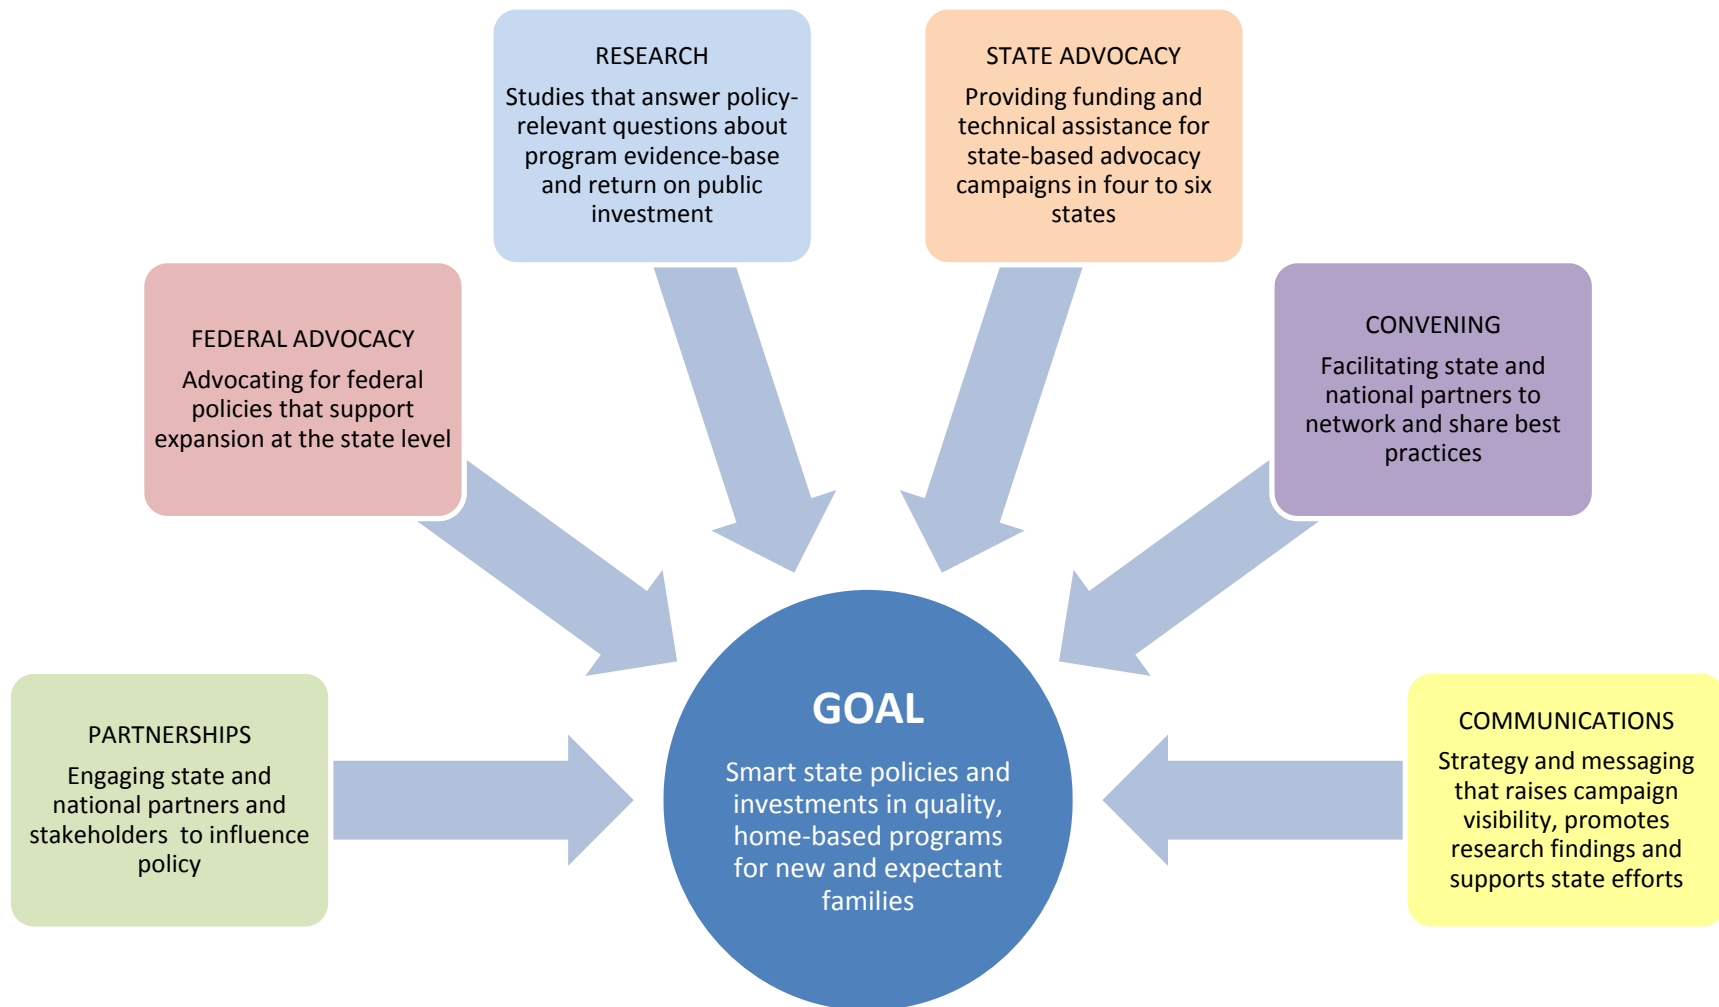 RESEARCH
Studies that answer policy-
relevant questions about
program evidence-base
and return on public
investment
STATE ADVOCACY
Providing funding and
technical assistance for
state-based advocacy
campaigns in four to six
states
FEDERAL ADVOCACY
Advocating for federal
policies that support
expansion at the state level
CONVENING
Facilitating state and
national partners to
network and share best
practices
PARTNERSHIPS
Engaging state and
national partners and
stakeholders  to influence
policy
GOAL
Smart state policies and
investments in quality,
home-based programs
for new and expectant
families
COMMUNICATIONS
Strategy and messaging
that raises campaign
visibility, promotes
research findings and
supports state efforts